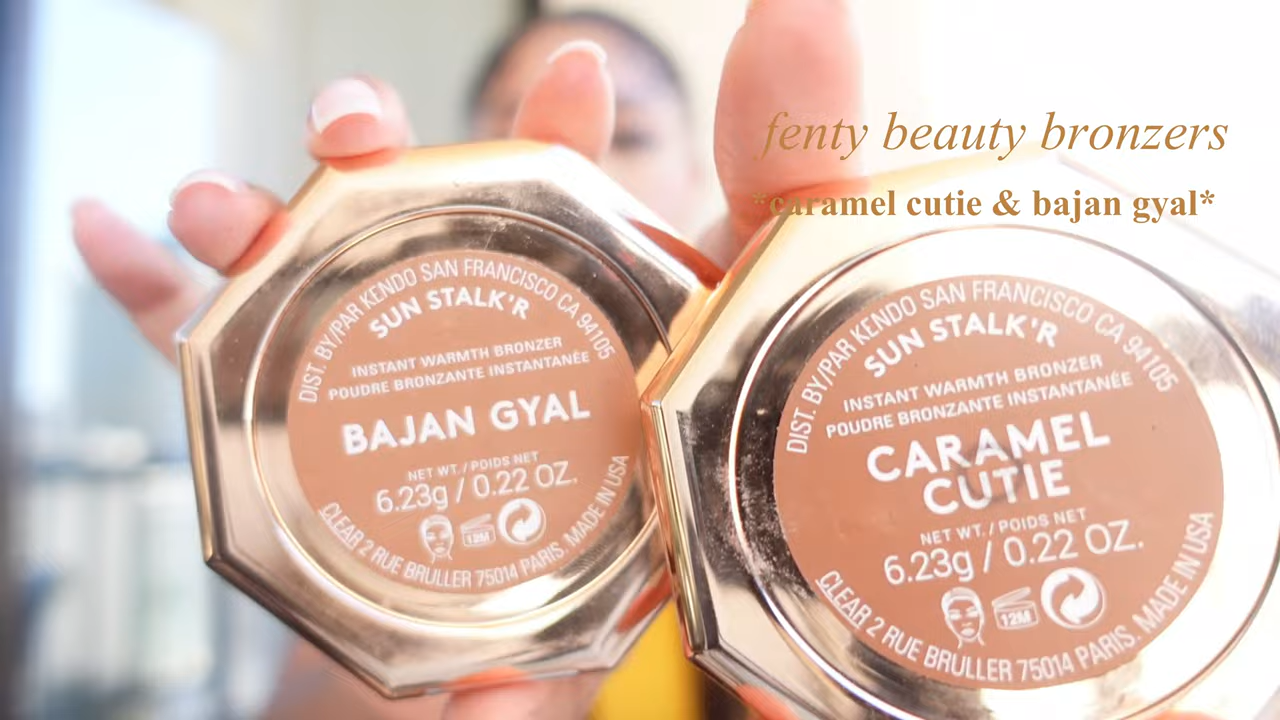 fenty beauty bronzers
*caramel cutie & bajan gyal*
DIST. BY/PAR KENDO SAN FRANCISCO CA 94105
SUN STALK'R
INSTANT WARMTH BRONZER
POUDRE BRONZANTE INSTANTANÉE
BAJAN GYAL
NET WT. / POIDS NET
6.23g / 0.22 OZ.
12M
CLEAR 2 RUE BRULLER 75014 PARIS. MADE IN USA
DIST. BY/PAR KENDO SAN FRANCISCO CA 94105
SUN STALK'R
INSTANT WARMTH BRONZER
POUDRE BRONZANTE INSTANTANÉE
CARAMEL
CUTIE
NET WT. / POIDS NET
6.23g / 0.22 OZ.
12M
CLEAR 2 RUE BRULLER 75014 PARIS. MADE IN USA